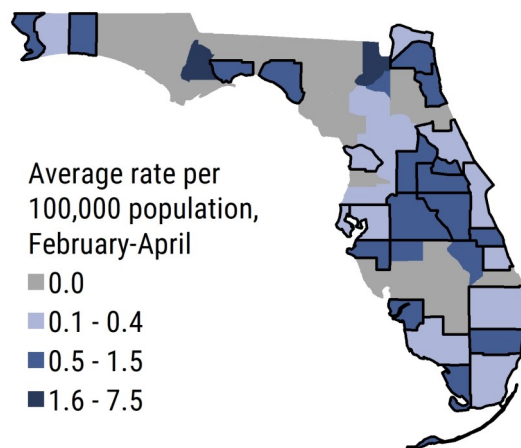 Average rate per
100,000 population,
February-April
0.0
0.1 - 0.4
0.5 - 1.5
1.6 - 7.5